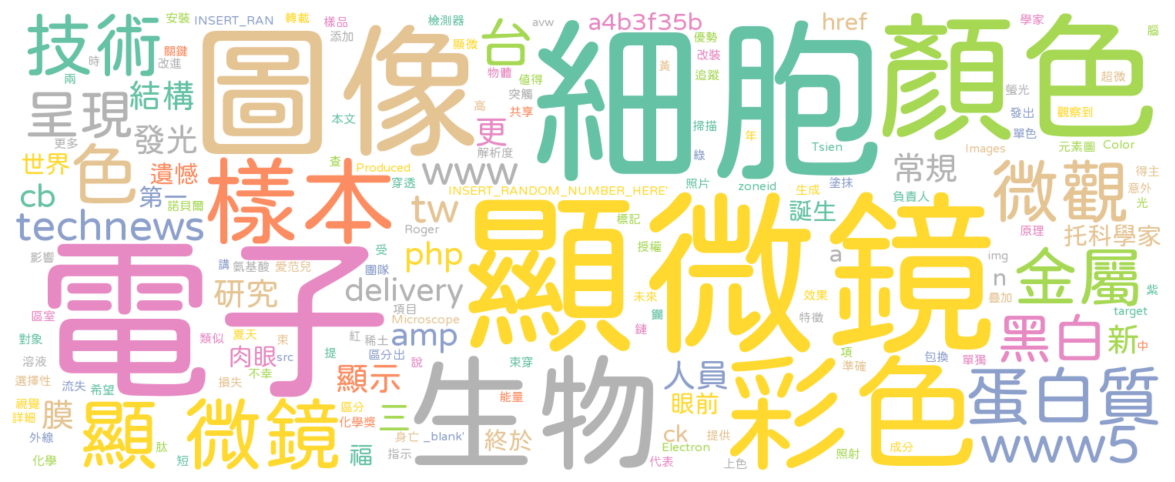 安裝 INSERT_RAN 轉載 樣品 檢測器 avw a4b3f35b 優勢 href 學家 腦
技術 關鍵 添加 顯微 台 改裝 Tsien
時 改進 圖像 物體 值得 細胞 黃 追蹤 顏色 超微
兩 結構 高 突觸 螢光
呈現 發光 本文 共享 掃描 年 發出 觀察到
更多 更 解析度 綠 單色 元素圖 Color
世界 色 遺憾 查 Produced www 常規 Images 得主
cb 第一 樣本 穿透 INSERT_RANDOM_NUMBER_HERE' 照片 zoneid 生成 塗抹 負責人 微觀 意外
technews 諾貝爾 tw Roger 顯微鏡 標記 誕生 光
影響 電子 受 php 授權 原理 托科學家
講 氨基酸 愛范兒 團隊 a img
研究 delivery n 金屬 紫
區室 項目 未來 鏈 鑭 效果 疊加 target
對象 類似 夏天 束 紅 稀土 Microscope amp 特徵 黑白 新 中
溶液 肉眼 src 提 區分出 說 束穿 項 包換 單獨
選擇性 流失 希望 不幸 損失 顯示 生物 人員 準確 彩色 蛋白質
視覺 詳細 膜 顯微鏡 區分 三 化學獎 能量 眼前
外線 身亡 _blank' 終於 ck 提供 www5
化學 肽 短 福 指示 Electron 代表 上色 照射 成分